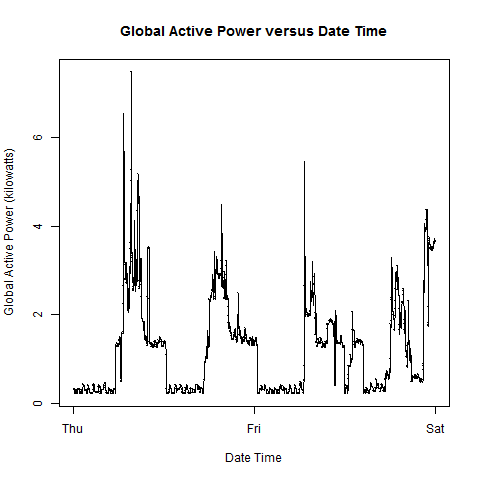 Global Active Power versus Date Time
Global Active Power (kilowatts)
6
4
2
0
Thu
Fri
Sat
Date Time